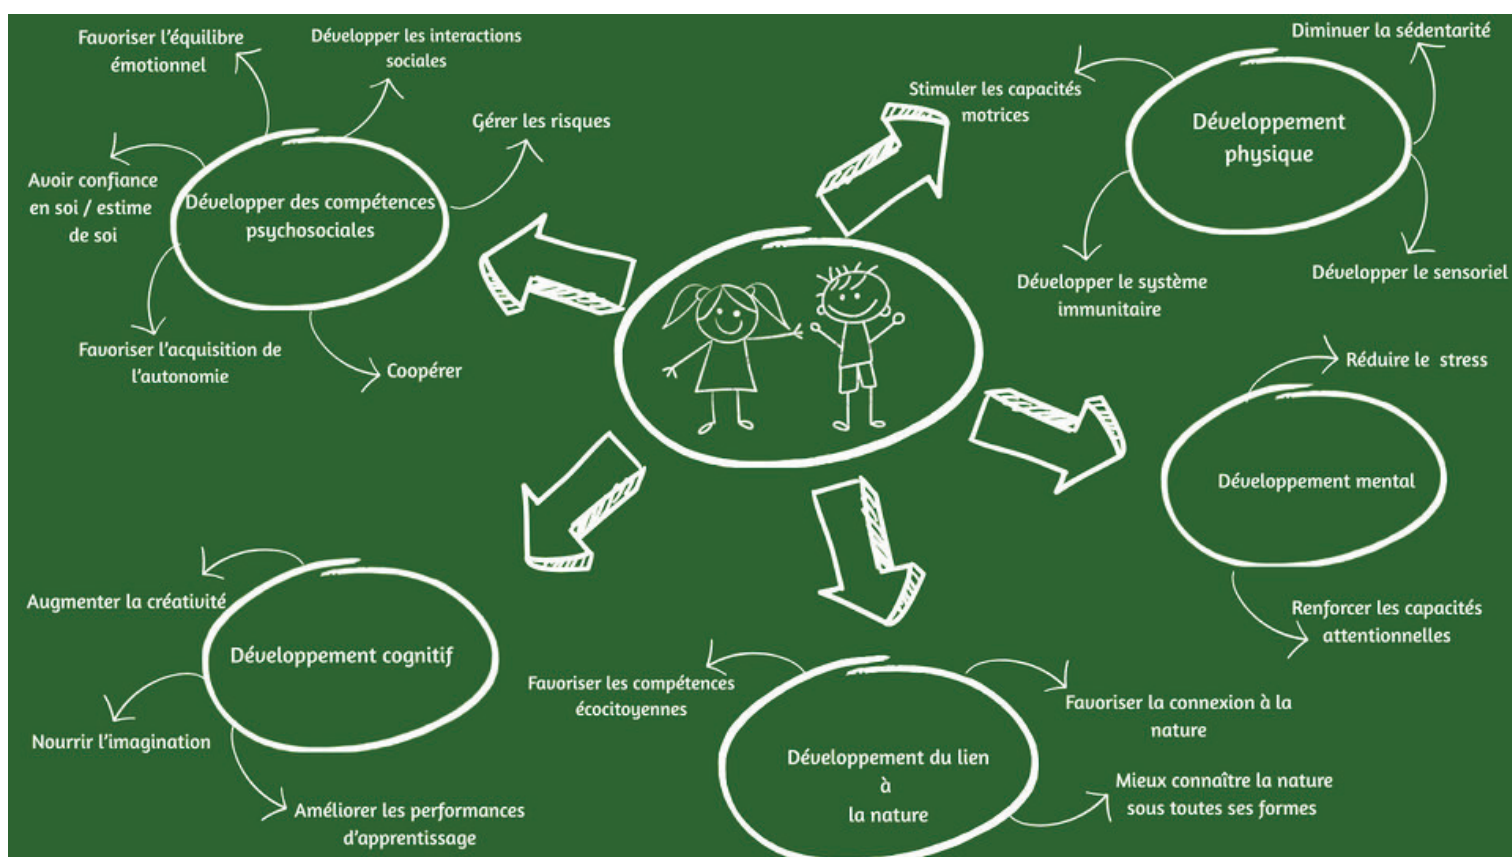 Favoriser l'équilibre
émotionnel
Développer les interactions
sociales
Gérer les risques
Avoir confiance
en soi / estime
de soi
Développer des compétences
psychosociales
Favoriser l'acquisition de
l'autonomie
Coopérer
Diminuer la sédentarité
Stimuler les capacités
motrices
Développement
physique
Développer le système
immunitaire
Développer le sensoriel
Réduire le stress
Développement mental
Renforcer les capacités
attentionnelles
Augmenter la créativité
Développement cognitif
Nourrir l'imagination
Améliorer les performances
d'apprentissage
Favoriser les compétences
écocitoyennes
Favoriser la connexion à la
nature
Développement du lien
à
la nature
Mieux connaître la nature
sous toutes ses formes